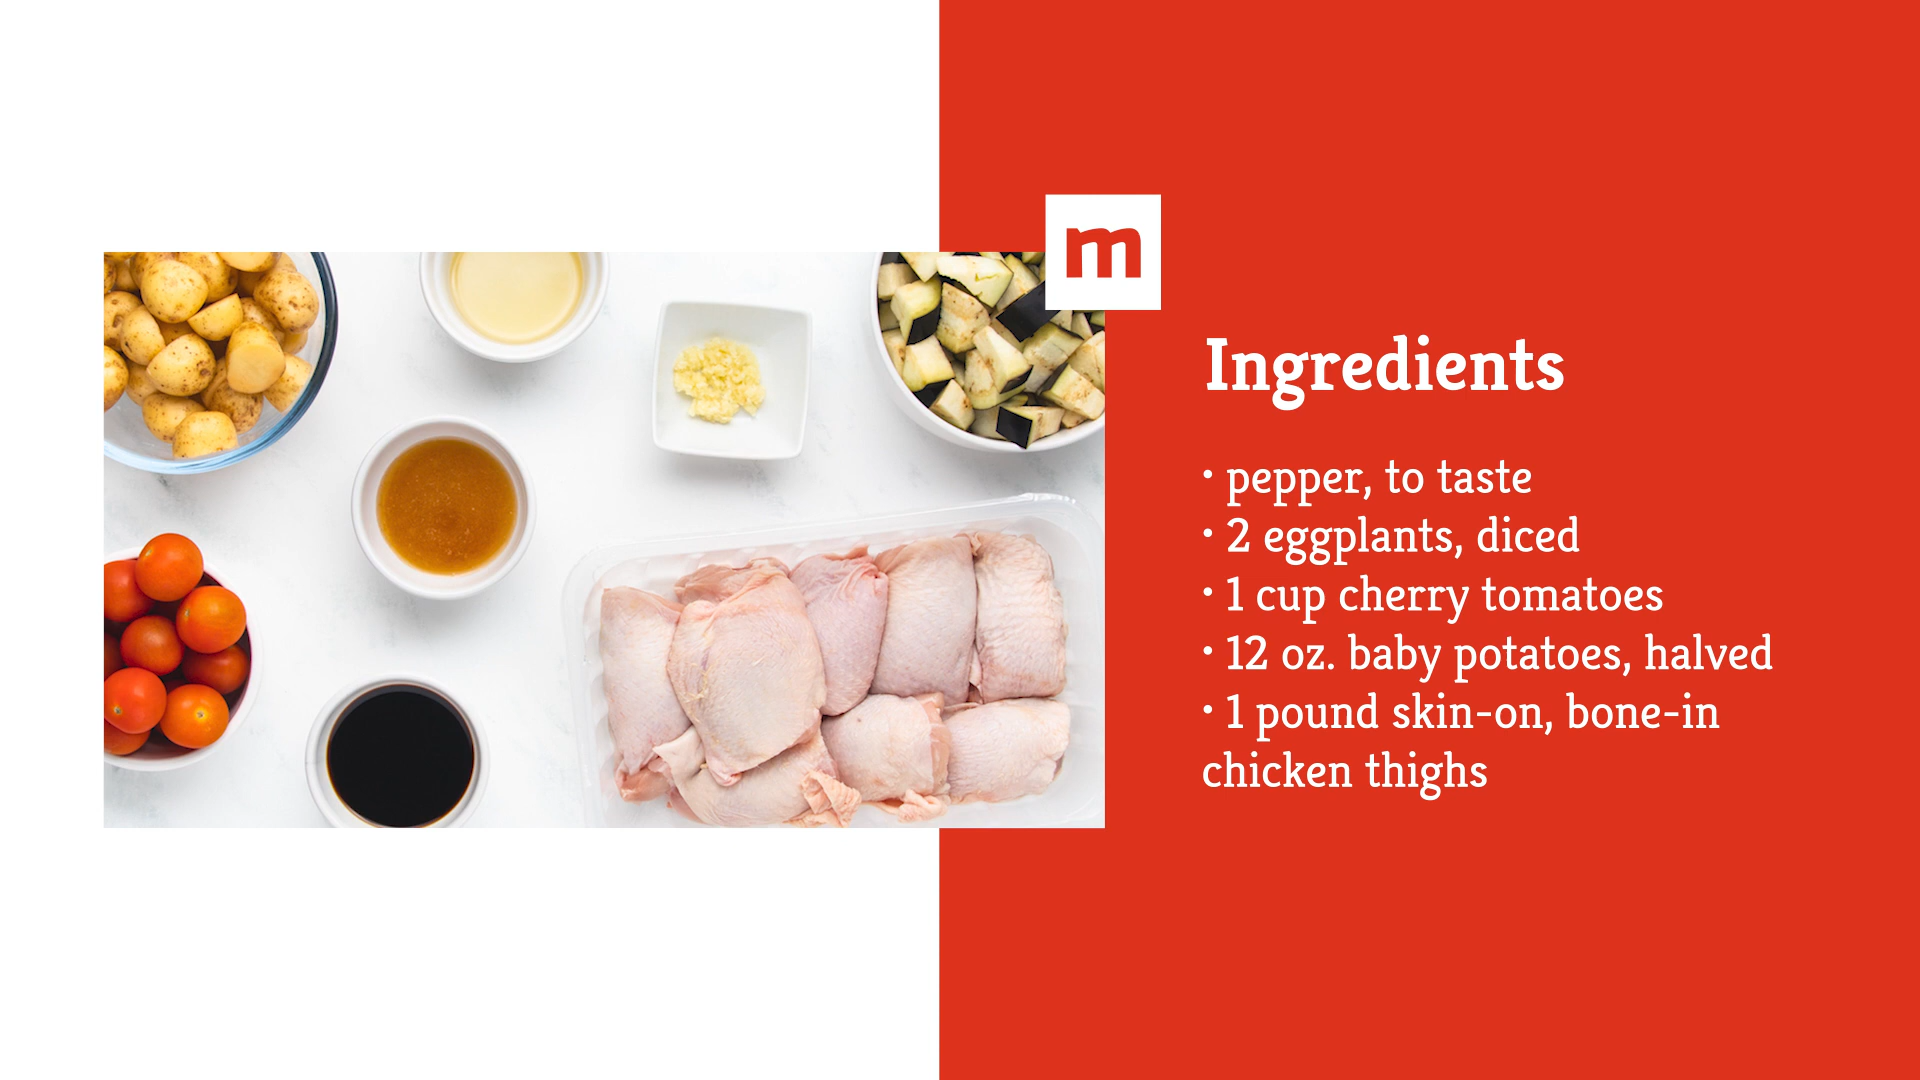 m
Ingredients
• pepper, to taste
• 2 eggplants, diced
• 1 cup cherry tomatoes
• 12 oz. baby potatoes, halved
• 1 pound skin-on, bone-in
chicken thighs